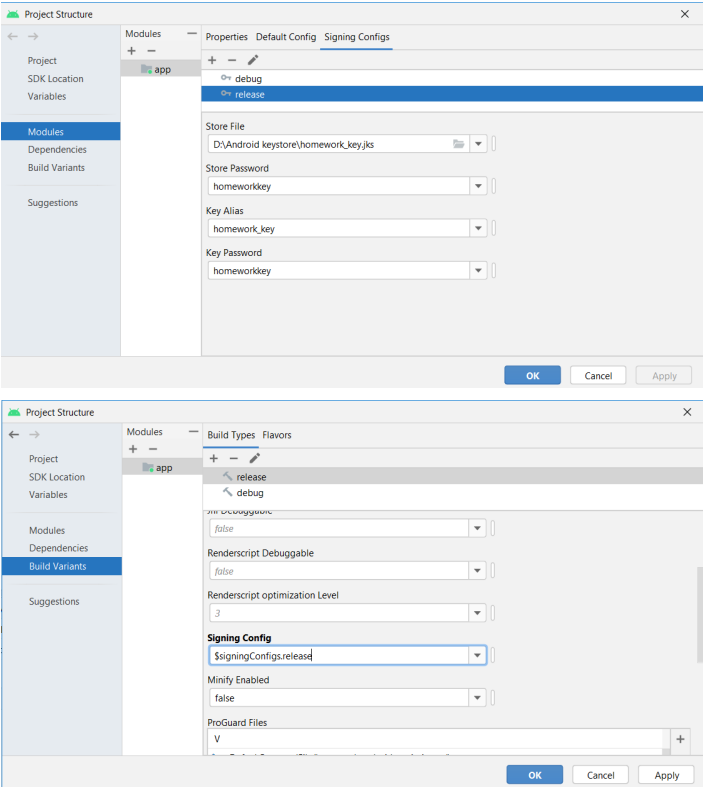 Project Structure
Modules
Properties Default Config Signing Configs
Project
app
debug
SDK Location
release
Variables
Modules
Store File
Dependencies
D:\Android keystore\homework_key.jks
Build Variants
Store Password
homeworkkey
Suggestions
Key Alias
homework_key
Key Password
homeworkkey
OK Cancel Apply
Project Structure
Modules
Build Types Flavors
Project
app
release
SDK Location
debug
Variables
Jni Debuggable
Modules
false
Dependencies
Renderscript Debuggable
Build Variants
false
Suggestions
Renderscript optimization Level
3
Signing Config
$signingConfigs.release
Minify Enabled
false
ProGuard Files
V
OK Cancel Apply